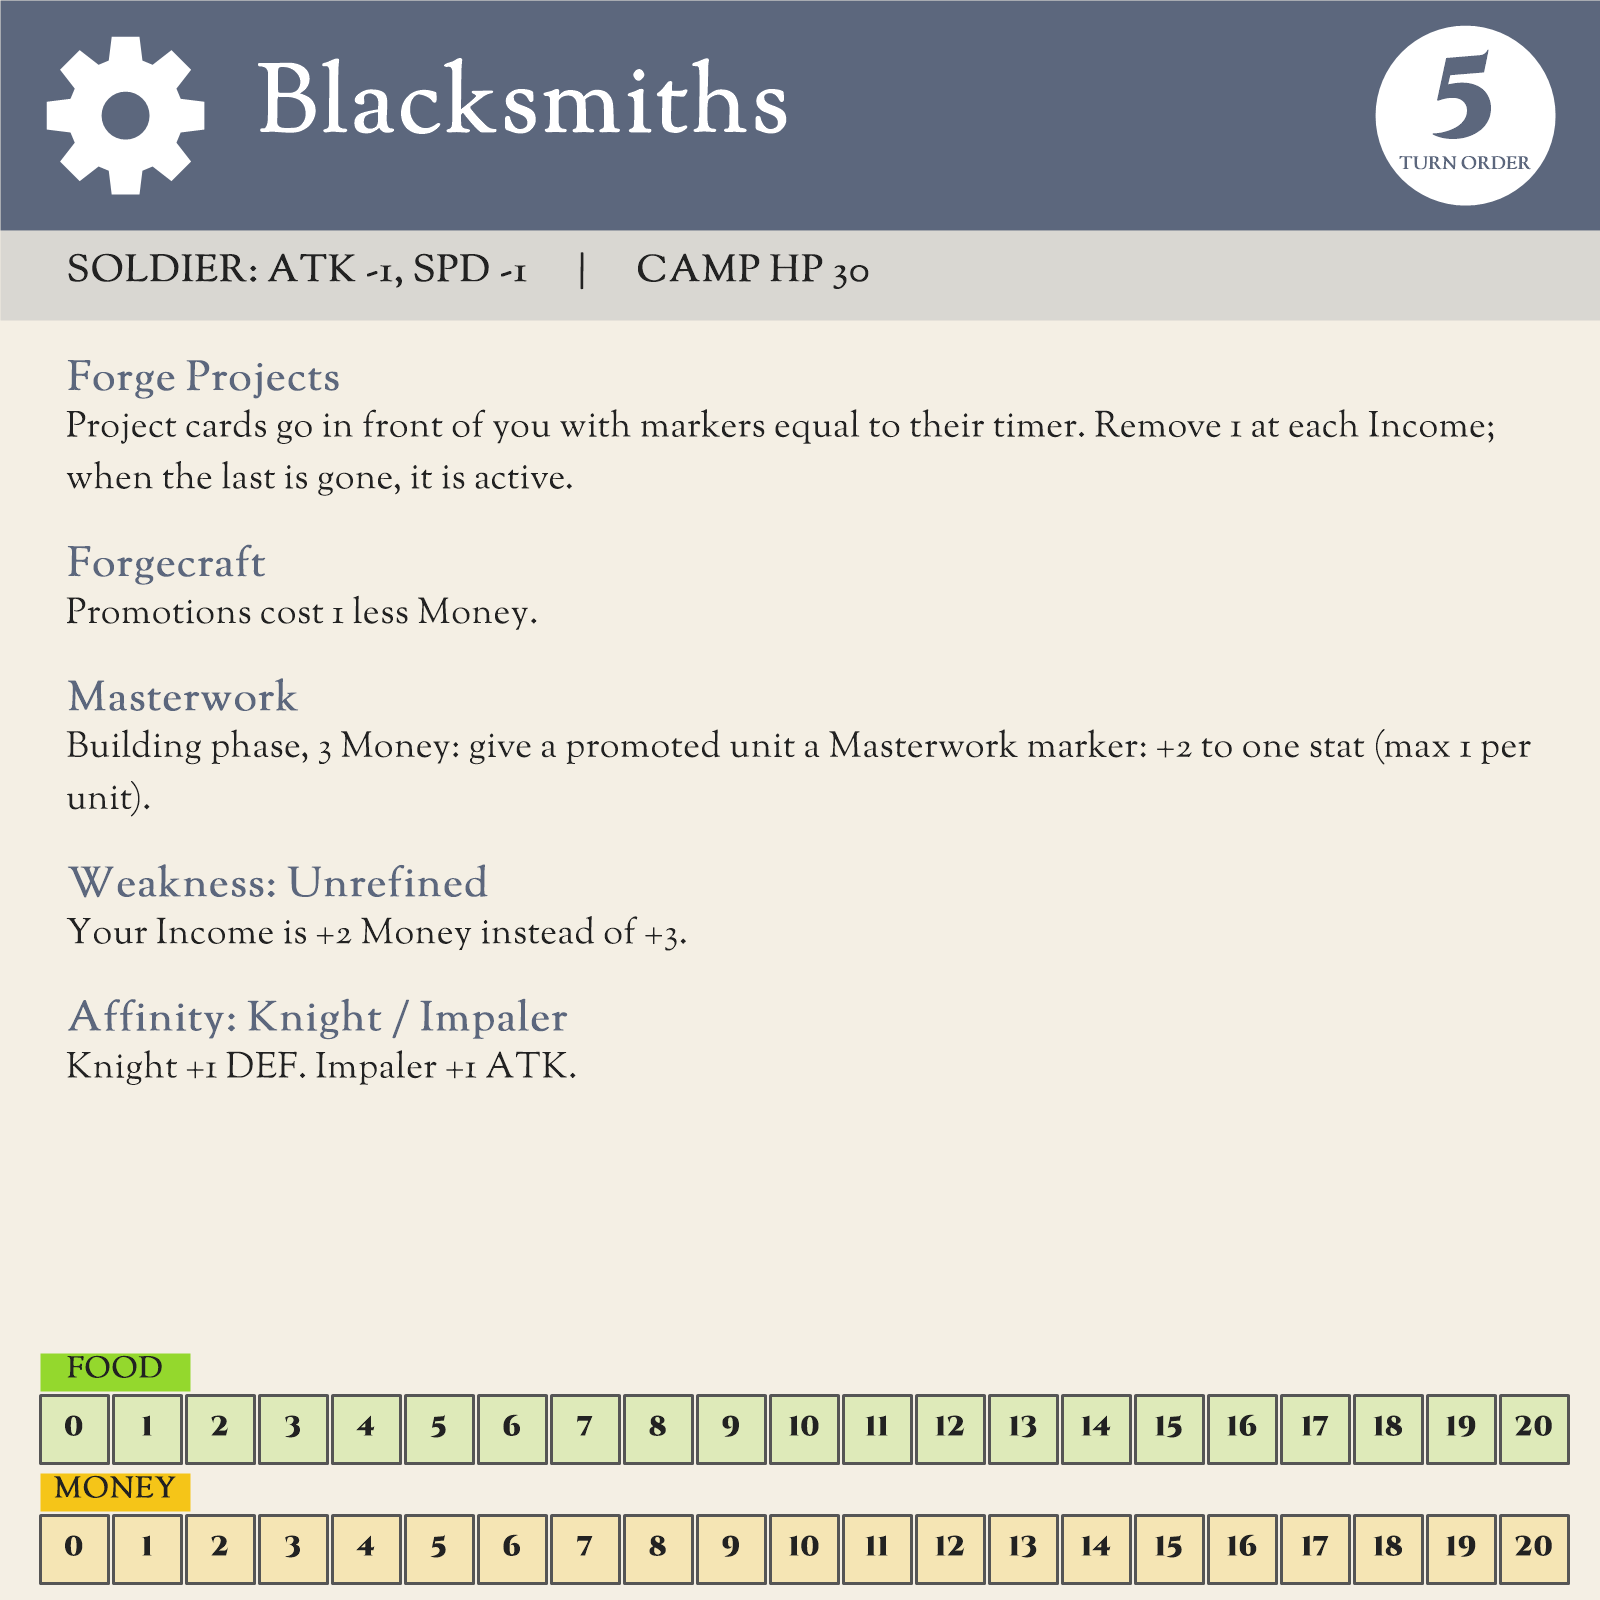 Blacksmiths
5
TURN ORDER
SOLDIER: ATK -1, SPD -1 | CAMP HP 30
Forge Projects
Project cards go in front of you with markers equal to their timer. Remove 1 at each Income;
when the last is gone, it is active.
Forgecraft
Promotions cost 1 less Money.
Masterwork
Building phase, 3 Money: give a promoted unit a Masterwork marker: +2 to one stat (max 1 per
unit).
Weakness: Unrefined
Your Income is +2 Money instead of +3.
Affinity: Knight / Impaler
Knight +1 DEF. Impaler +1 ATK.
FOOD
0 1 2 3 4 5 6 7 8 9 10 11 12 13 14 15 16 17 18 19 20
MONEY
0 1 2 3 4 5 6 7 8 9 10 11 12 13 14 15 16 17 18 19 20